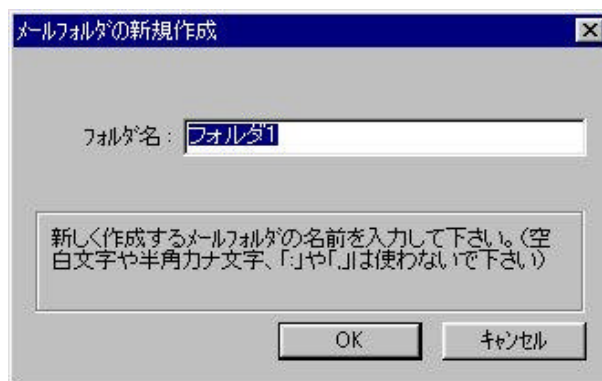 ﾒｰﾙﾌｫﾙﾀﾞの新規作成
ﾌｫﾙﾀﾞ名：フォルダ1
新しく作成するﾒｰﾙﾌｫﾙﾀﾞの名前を入力して下さい。（空
白文字や半角カナ文字、「:」や「,」は使わないで下さい）
OK ｷｬﾝｾﾙ